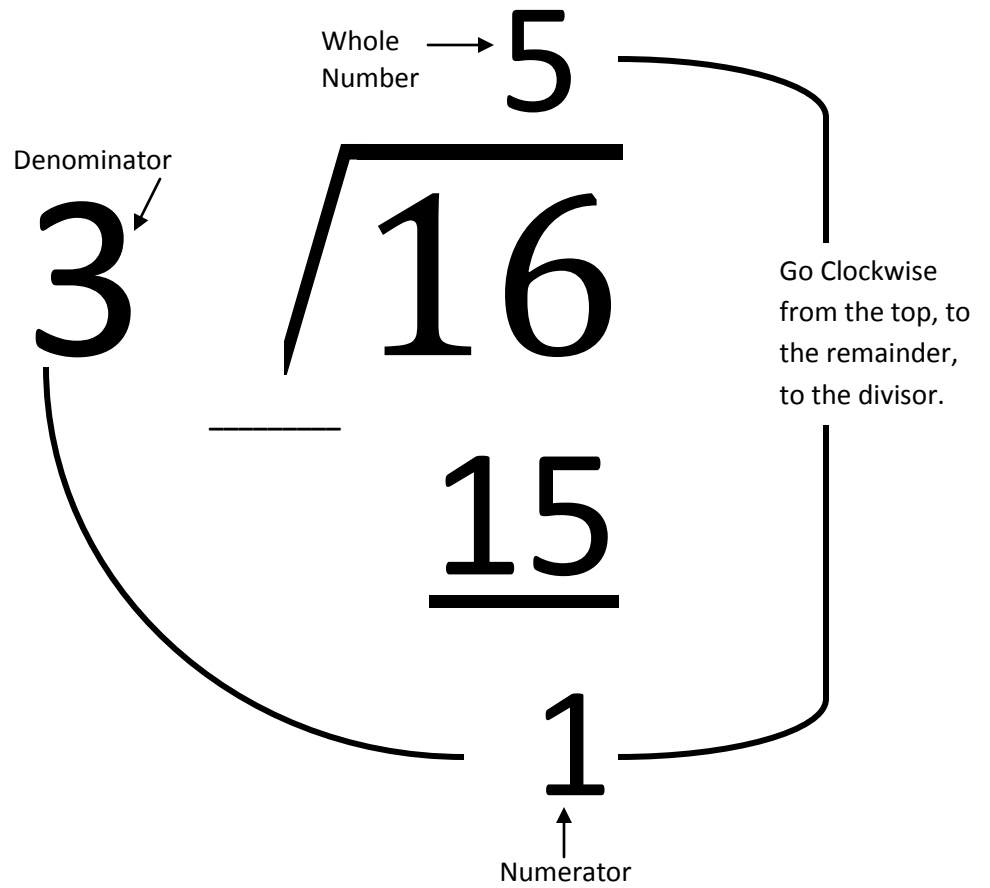 Whole
Number
5
Denominator
3
16
Go Clockwise
from the top, to
the remainder,
to the divisor.
15
1
Numerator